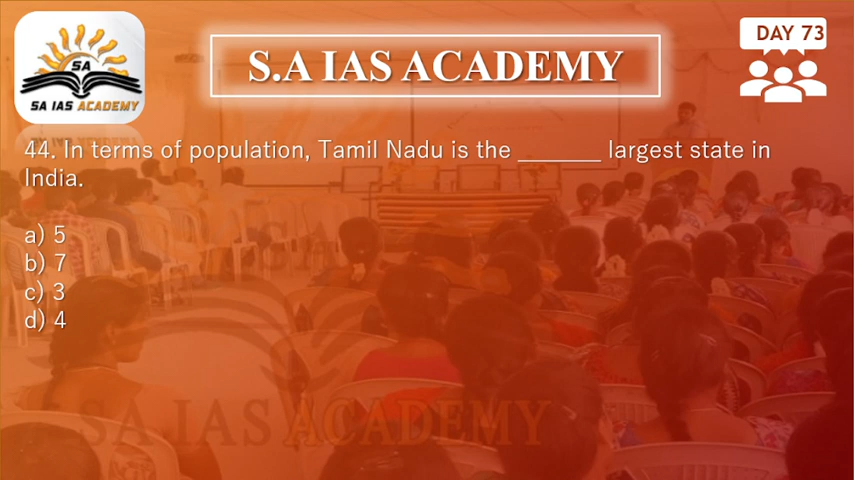 S.A IAS ACADEMY
DAY 73
SA
SA IAS ACADEMY
44. In terms of population, Tamil Nadu is the _______ largest state in
India.
a) 5
b) 7
c) 3
d) 4
SA IAS ACADEMY